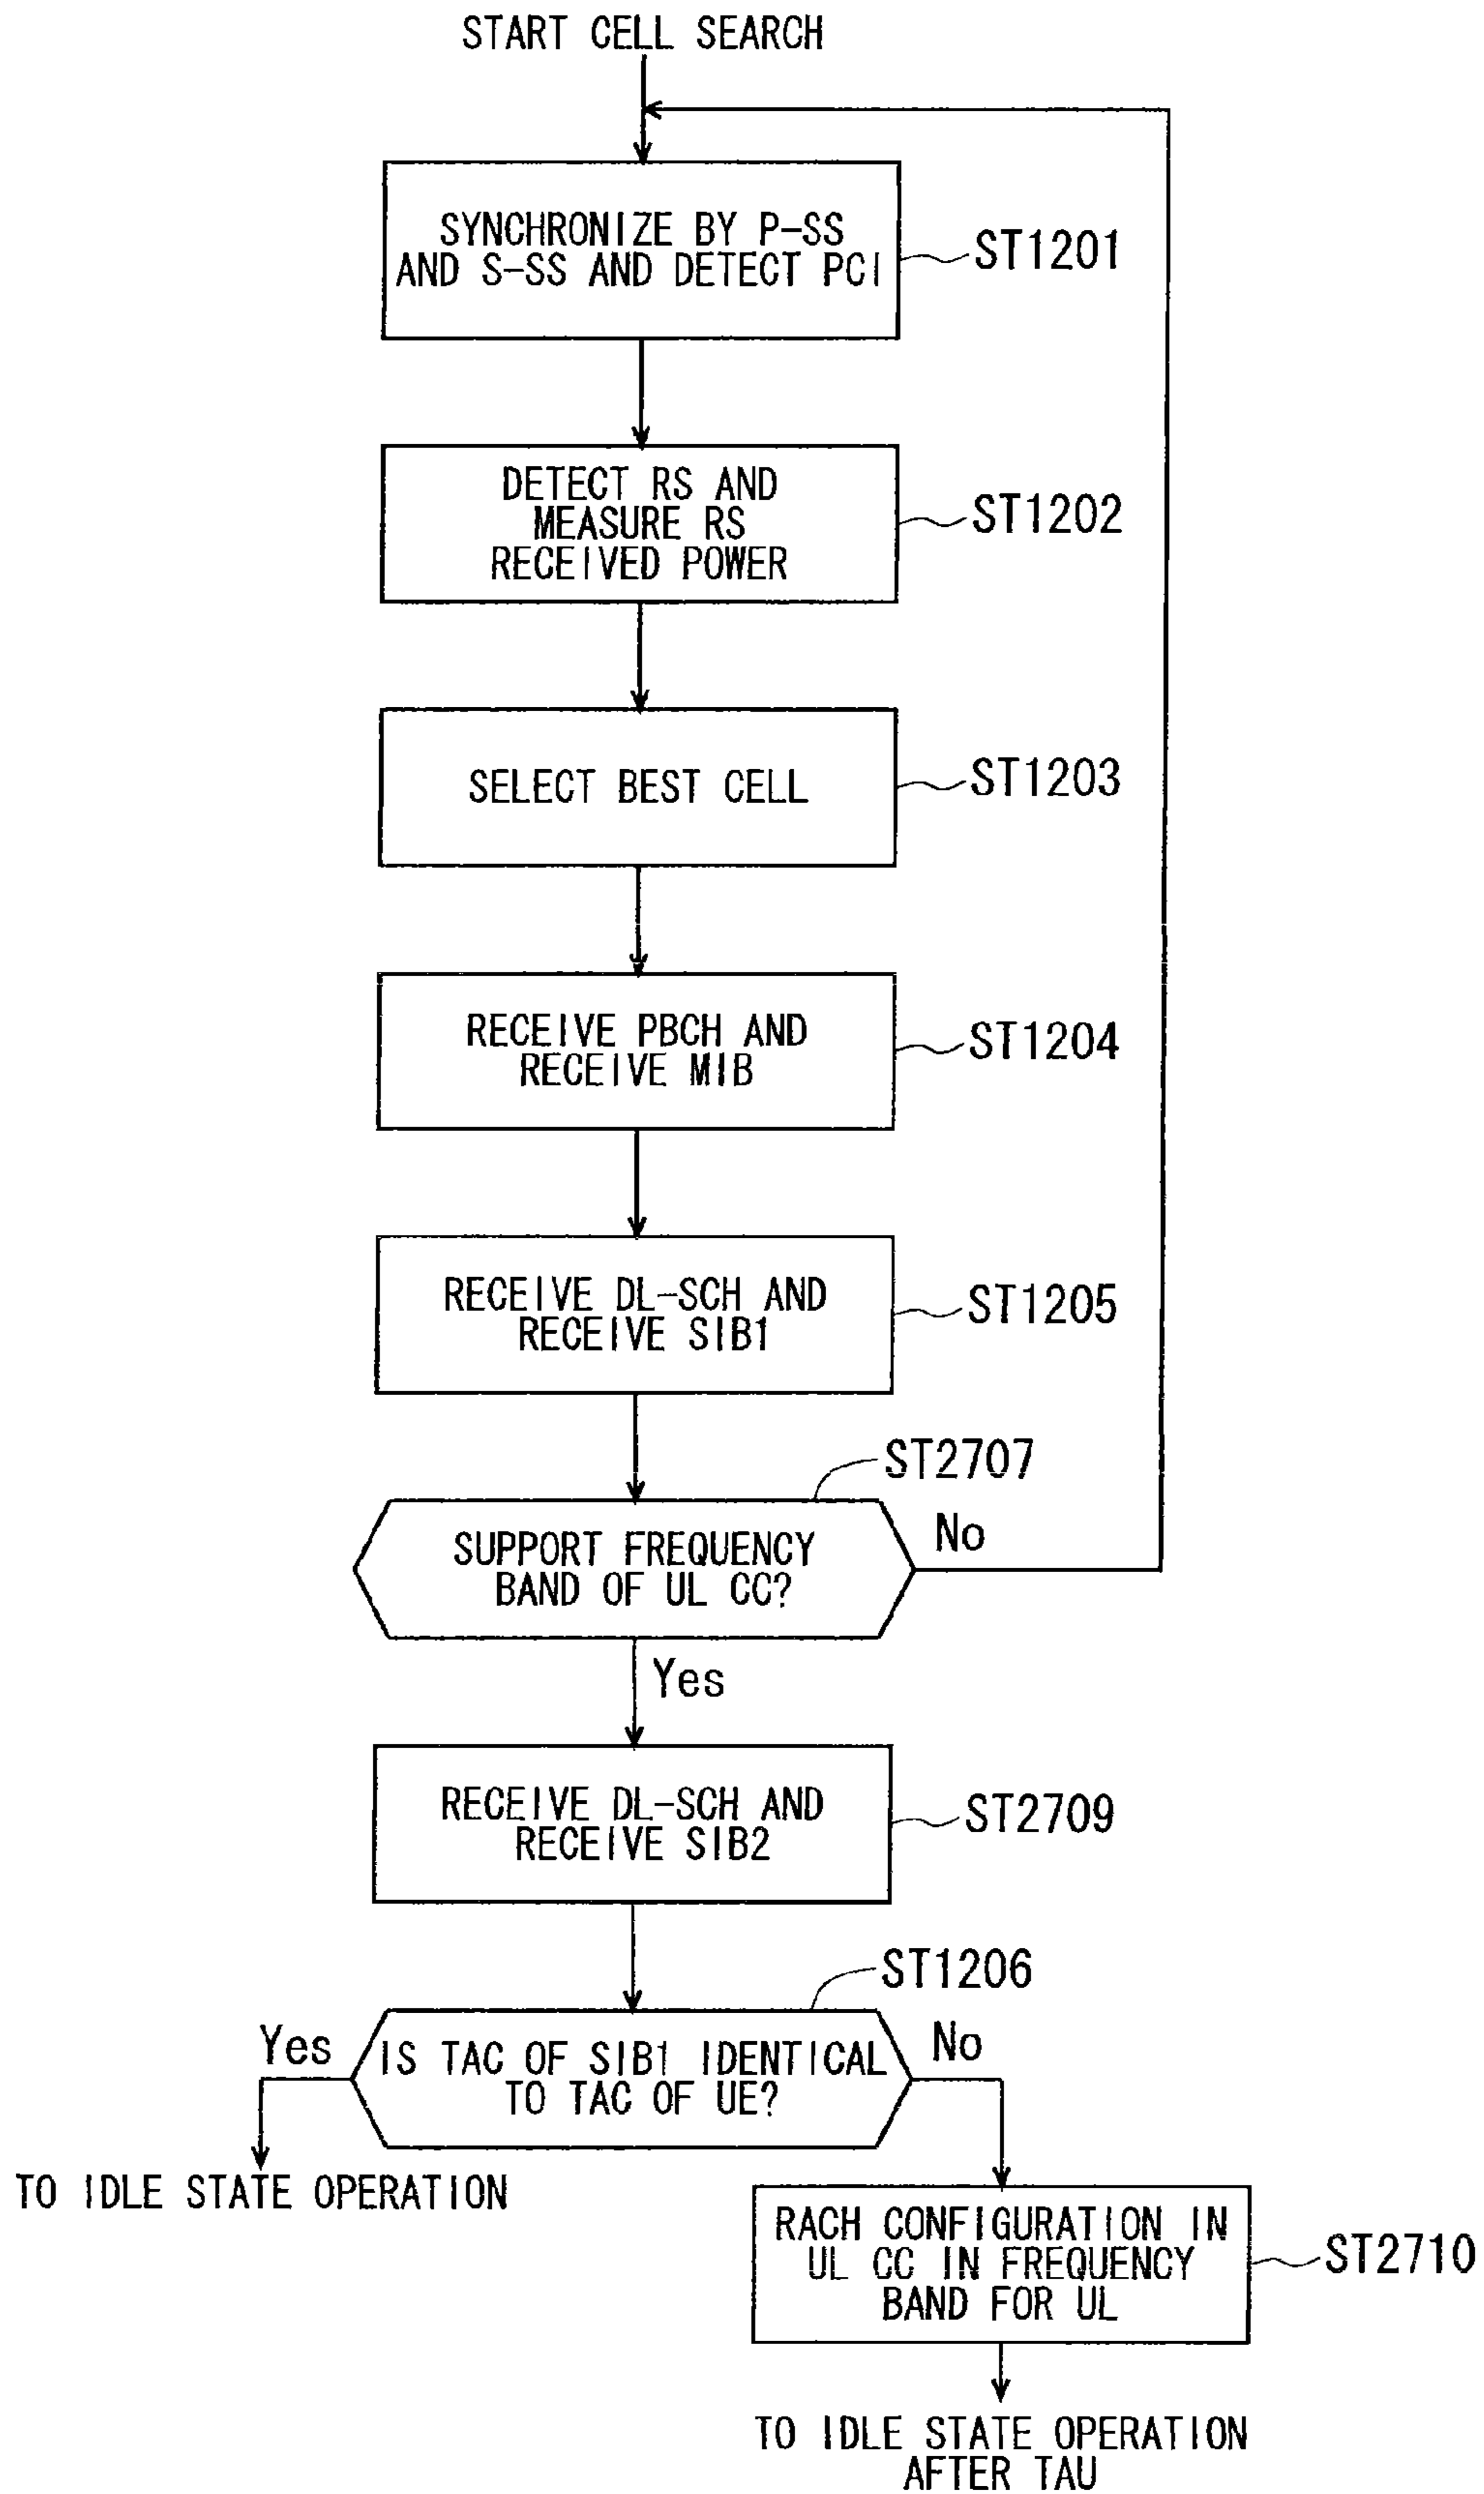 START CELL SEARCH
SYNCHRONIZE BY P-SS
AND S-SS AND DETECT PCI
ST1201
DETECT RS AND
MEASURE RS
RECEIVED POWER
ST1202
SELECT BEST CELL
ST1203
RECEIVE PBCH AND
RECEIVE MIB
ST1204
RECEIVE DL-SCH AND
RECEIVE SIB1
ST1205
ST2707
SUPPORT FREQUENCY
BAND OF UL CC?
No
Yes
RECEIVE DL-SCH AND
RECEIVE SIB2
ST2709
ST1206
Yes
IS TAC OF SIB1 IDENTICAL
TO TAC OF UE?
No
TO IDLE STATE OPERATION
RACH CONFIGURATION IN
UL CC IN FREQUENCY
BAND FOR UL
ST2710
TO IDLE STATE OPERATION
AFTER TAU